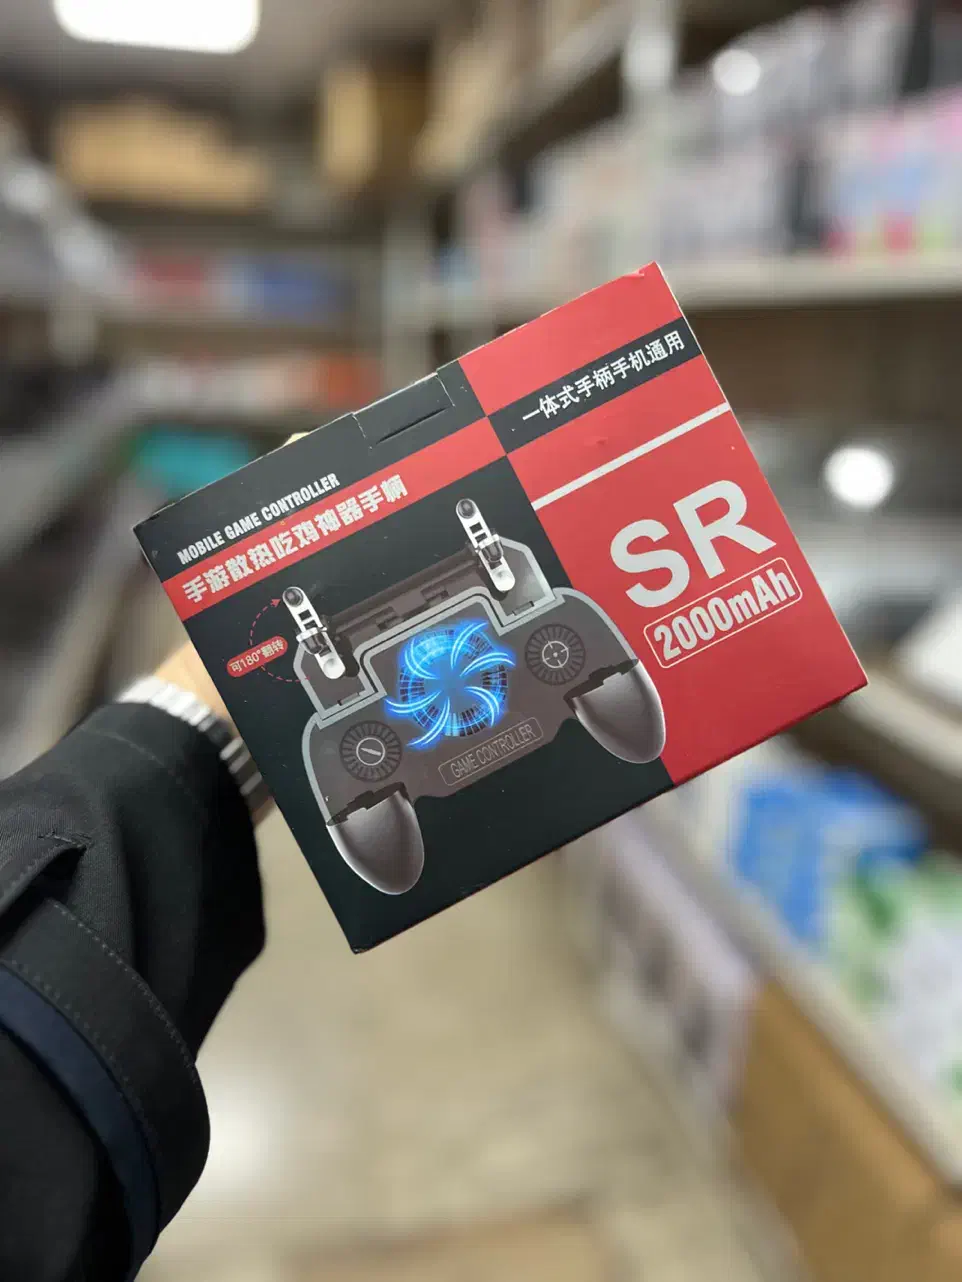 MOBILE GAME CONTROLLER
手游散热吃鸡神器手柄
可180°翻转
GAME CONTROLLER
一体式手柄手机通用
SR
2000mAh